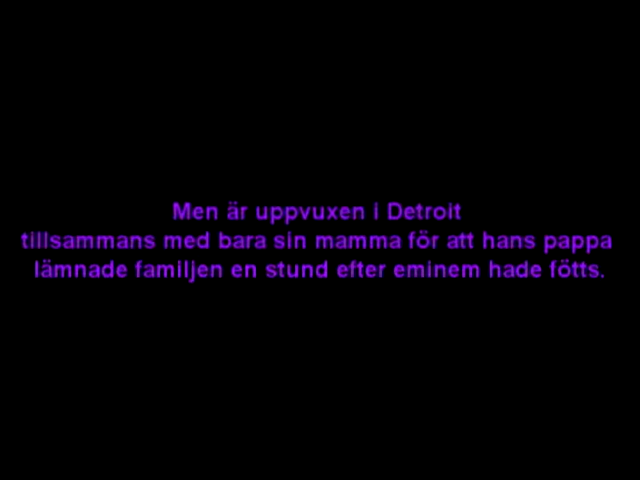 Men är uppvuxen i Detroit
tillsammans med bara sin mamma för att hans pappa
lämnade familjen en stund efter eminem hade fötts.